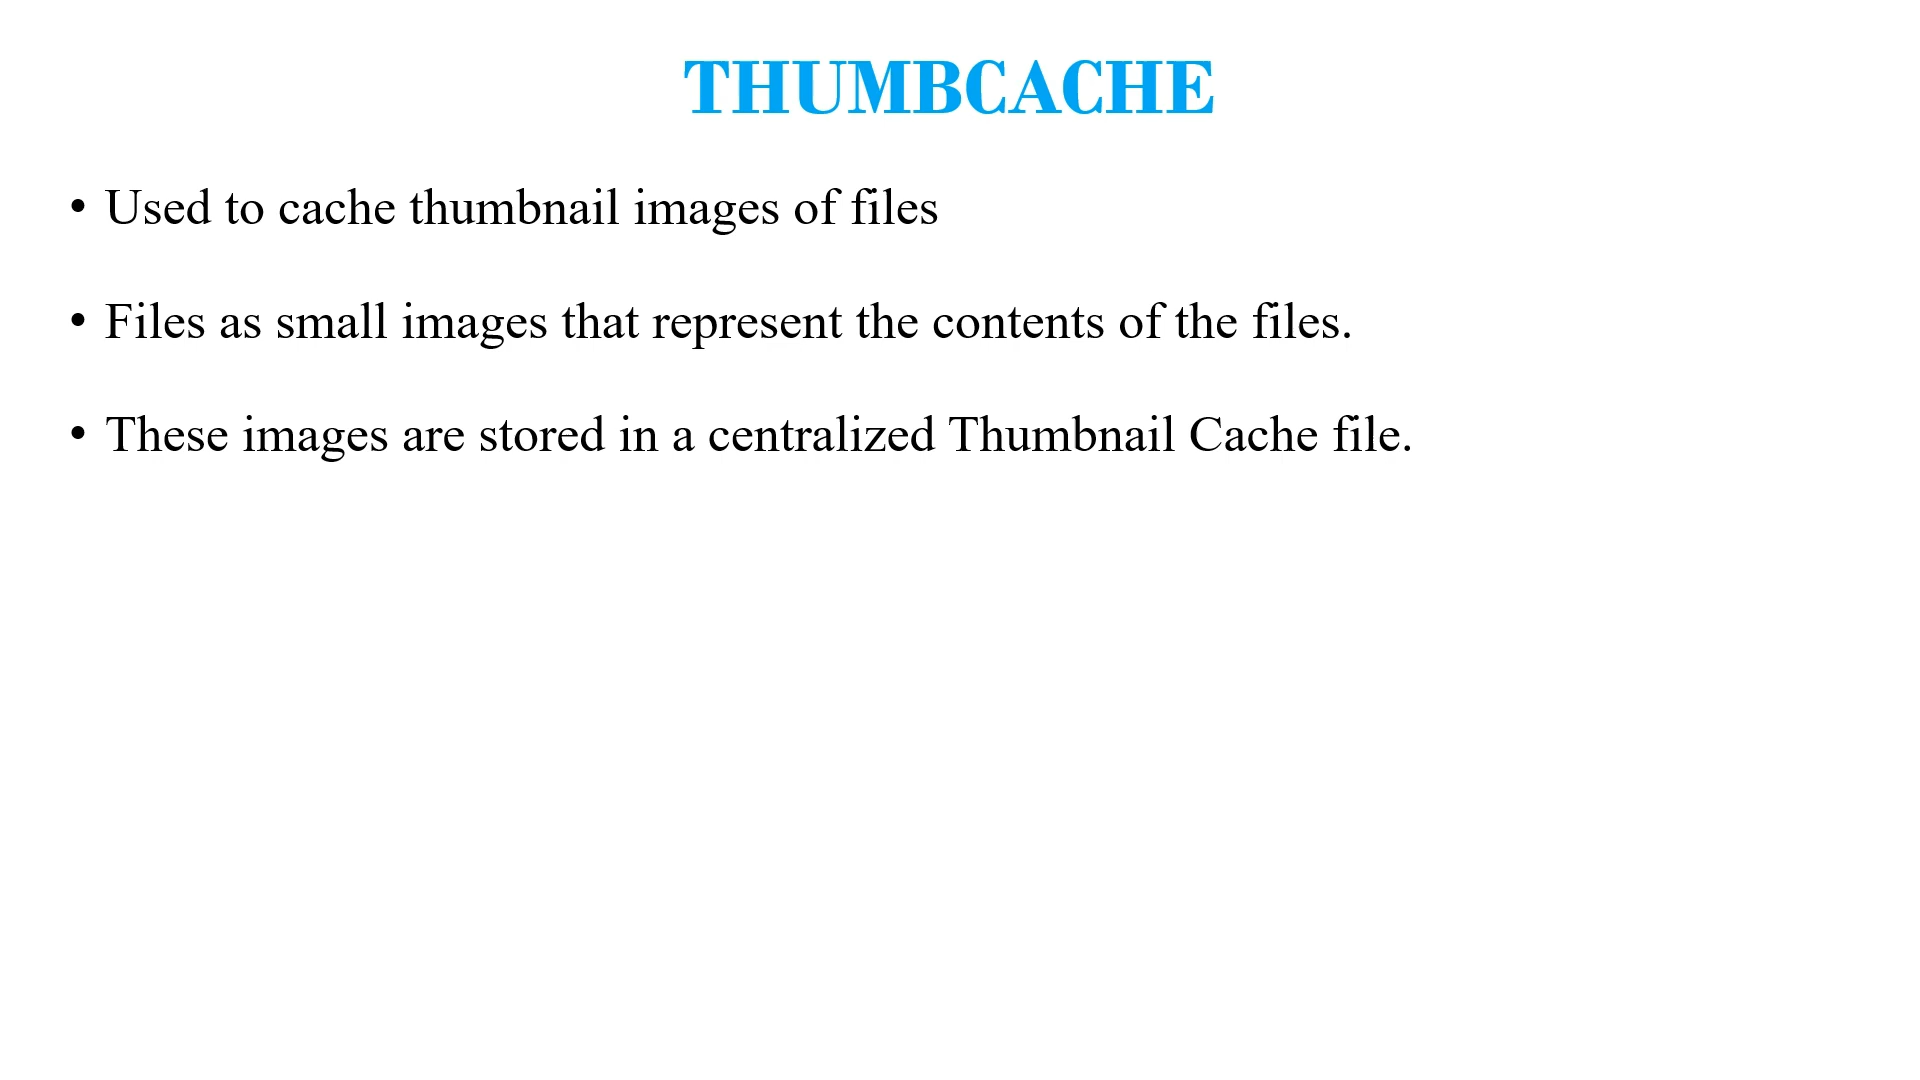 THUMBCACHE
• Used to cache thumbnail images of files
• Files as small images that represent the contents of the files.
• These images are stored in a centralized Thumbnail Cache file.